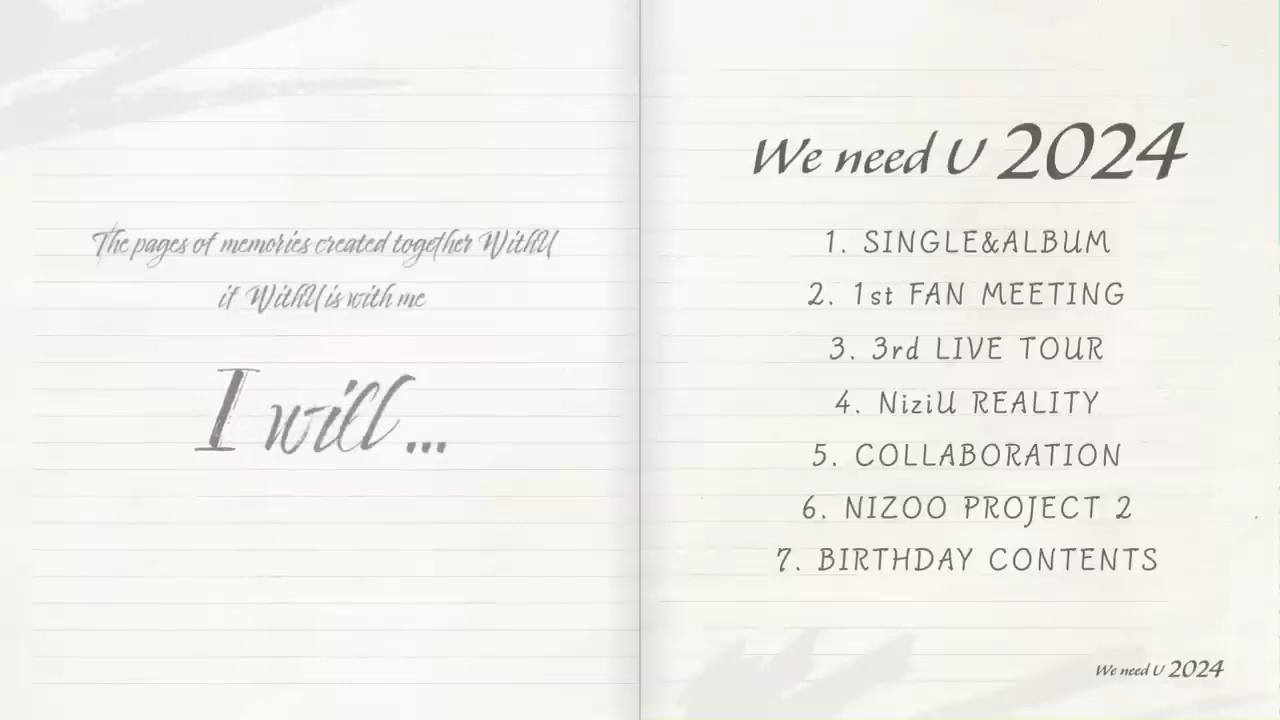 The pages of memories created together WithU
if WithU is with me
I will...
We need U 2024
1. SINGLE&ALBUM
2. 1st FAN MEETING
3. 3rd LIVE TOUR
4. NiziU REALITY
5. COLLABORATION
6. NIZOO PROJECT 2
7. BIRTHDAY CONTENTS
We need U 2024